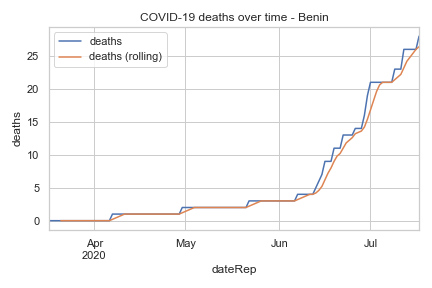 COVID-19 deaths over time - Benin
deaths
deaths (rolling)
25
20
15
10
5
0
deaths
Apr
2020
May
Jun
Jul
dateRep